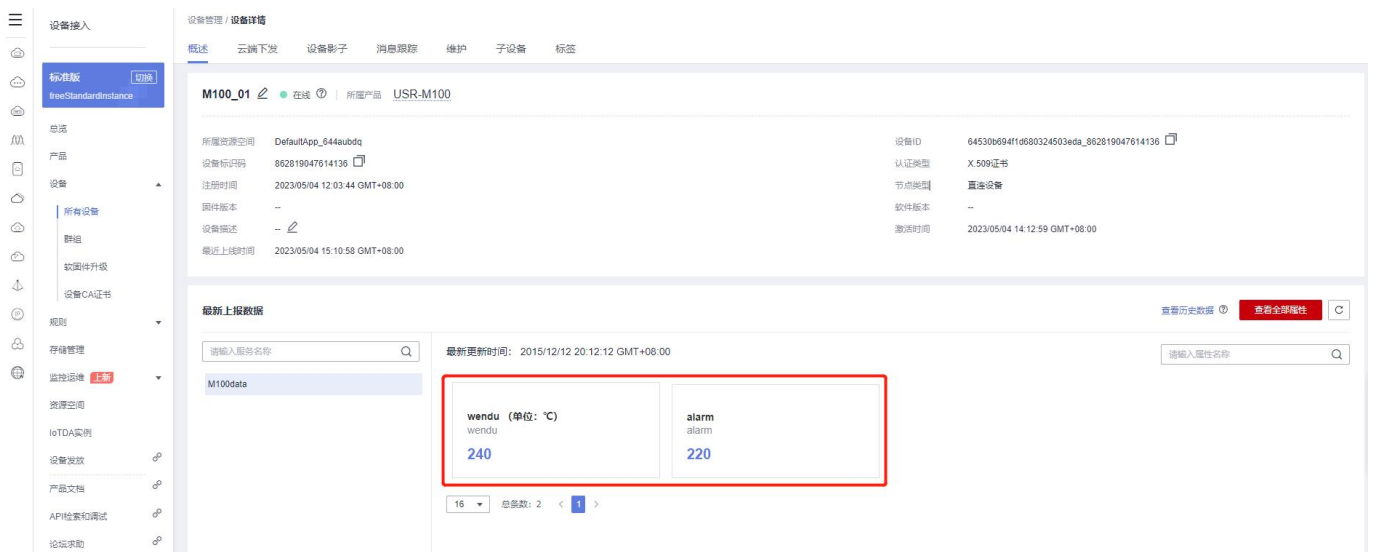 设备接入
标准版 切换
freeStandardInstance
总览
产品
设备
所有设备
群组
软固件升级
设备CA证书
规则
存储管理
监控运维 上新
资源空间
IoTDA实例
设备发放
产品文档
API检索和调试
论坛求助
设备管理 / 设备详情
概述 云端下发 设备影子 消息跟踪 维护 子设备 标签
M100_01 在线 所属产品 USR-M100
所属资源空间 DefaultApp_644aubdq
设备标识码 862819047614136
注册时间 2023/05/04 12:03:44 GMT+08:00
固件版本 --
设备描述 --
最近上线时间 2023/05/04 15:10:58 GMT+08:00
设备ID 64530b694f1d680324503eda_862819047614136
认证类型 X.509证书
节点类型 直连设备
软件版本 --
激活时间 2023/05/04 14:12:59 GMT+08:00
最新上报数据 查看历史数据 查看全部属性
请输入服务名称
M100data
最新更新时间： 2015/12/12 20:12:12 GMT+08:00 请输入属性名称
wendu （单位：℃）
wendu
240
alarm
alarm
220
16 总条数：2 < 1 >